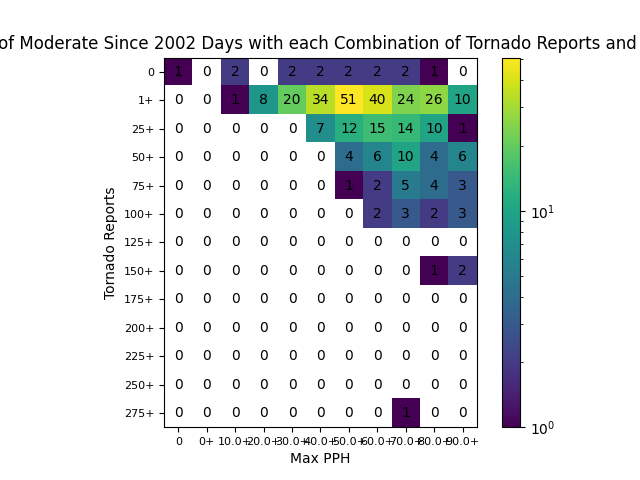 of Moderate Since 2002 Days with each Combination of Tornado Reports and
0 1 0 2 0 2 2 2 2 2 1 0
1+ 0 0 1 8 20 34 51 40 24 26 10
25+ 0 0 0 0 0 7 12 15 14 10 1
50+ 0 0 0 0 0 0 4 6 10 4 6
75+ 0 0 0 0 0 0 1 2 5 4 3
100+ 0 0 0 0 0 0 0 2 3 2 3
125+ 0 0 0 0 0 0 0 0 0 0 0
150+ 0 0 0 0 0 0 0 0 0 1 2
175+ 0 0 0 0 0 0 0 0 0 0 0
200+ 0 0 0 0 0 0 0 0 0 0 0
225+ 0 0 0 0 0 0 0 0 0 0 0
250+ 0 0 0 0 0 0 0 0 0 0 0
275+ 0 0 0 0 0 0 0 0 1 0 0
0 0+ 10.0+ 20.0+ 30.0+ 40.0+ 50.0+ 60.0+ 70.0+ 80.0+ 90.0+
Max PPH
Tornado Reports
10¹
10⁰